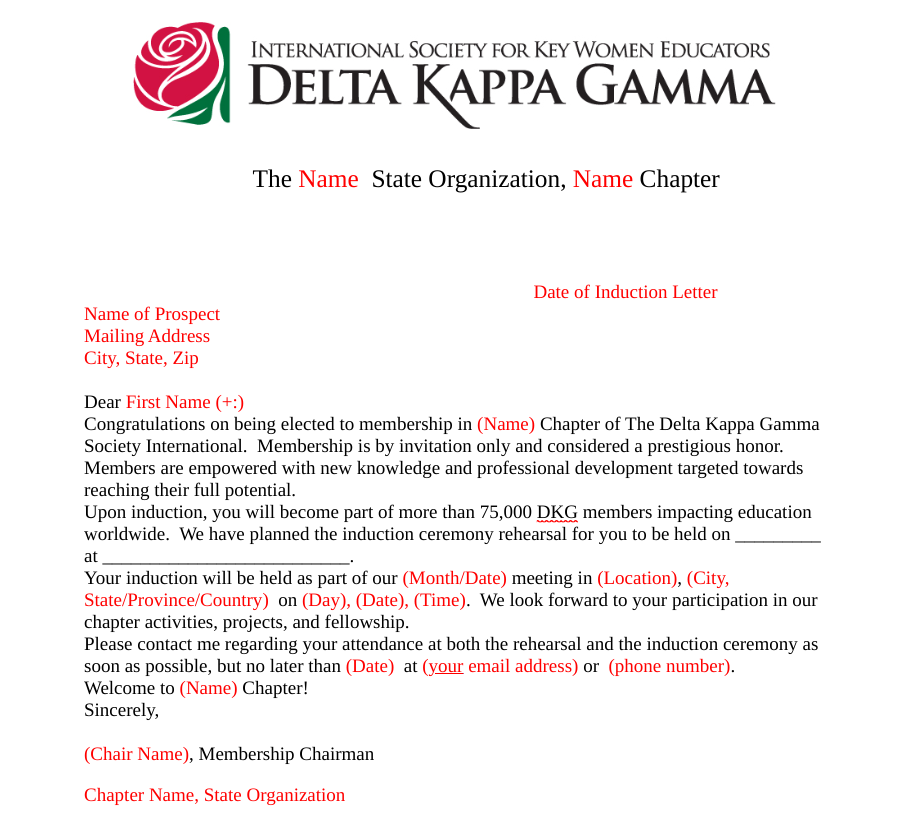 INTERNATIONAL SOCIETY FOR KEY WOMEN EDUCATORS
DELTA KAPPA GAMMA
The Name  State Organization, Name Chapter
Date of Induction Letter
Name of Prospect
Mailing Address
City, State, Zip
Dear First Name (+:)
Congratulations on being elected to membership in (Name) Chapter of The Delta Kappa Gamma
Society International.  Membership is by invitation only and considered a prestigious honor.
Members are empowered with new knowledge and professional development targeted towards
reaching their full potential.
Upon induction, you will become part of more than 75,000 DKG members impacting education
worldwide.  We have planned the induction ceremony rehearsal for you to be held on _________
at __________________________.
Your induction will be held as part of our (Month/Date) meeting in (Location), (City,
State/Province/Country)  on (Day), (Date), (Time).  We look forward to your participation in our
chapter activities, projects, and fellowship.
Please contact me regarding your attendance at both the rehearsal and the induction ceremony as
soon as possible, but no later than (Date)  at (your email address) or  (phone number).
Welcome to (Name) Chapter!
Sincerely,
(Chair Name), Membership Chairman
Chapter Name, State Organization